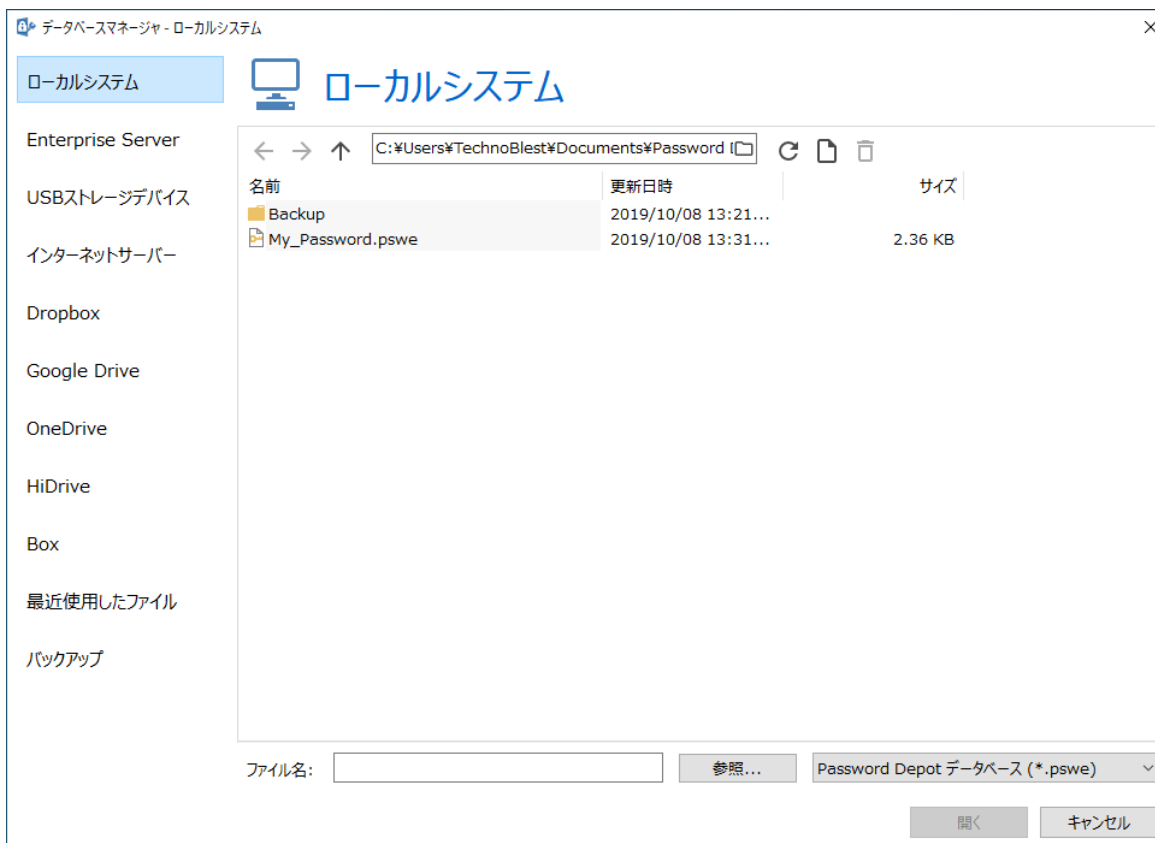 データベースマネージャ - ローカルシステム
ローカルシステム
Enterprise Server
USBストレージデバイス
インターネットサーバー
Dropbox
Google Drive
OneDrive
HiDrive
Box
最近使用したファイル
バックアップ
ローカルシステム
C:¥Users¥TechnoBlest¥Documents¥Password
名前 更新日時 サイズ
Backup 2019/10/08 13:21...
My_Password.pswe 2019/10/08 13:31... 2.36 KB
ファイル名: 参照... Password Depot データベース (*.pswe)
開く キャンセル